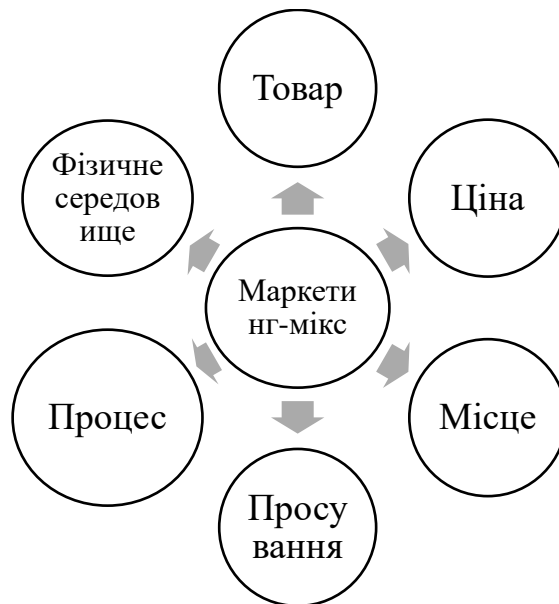 Товар
Фізичне
середов
ище
Ціна
Маркети
нг-мікс
Процес
Місце
Просу
вання